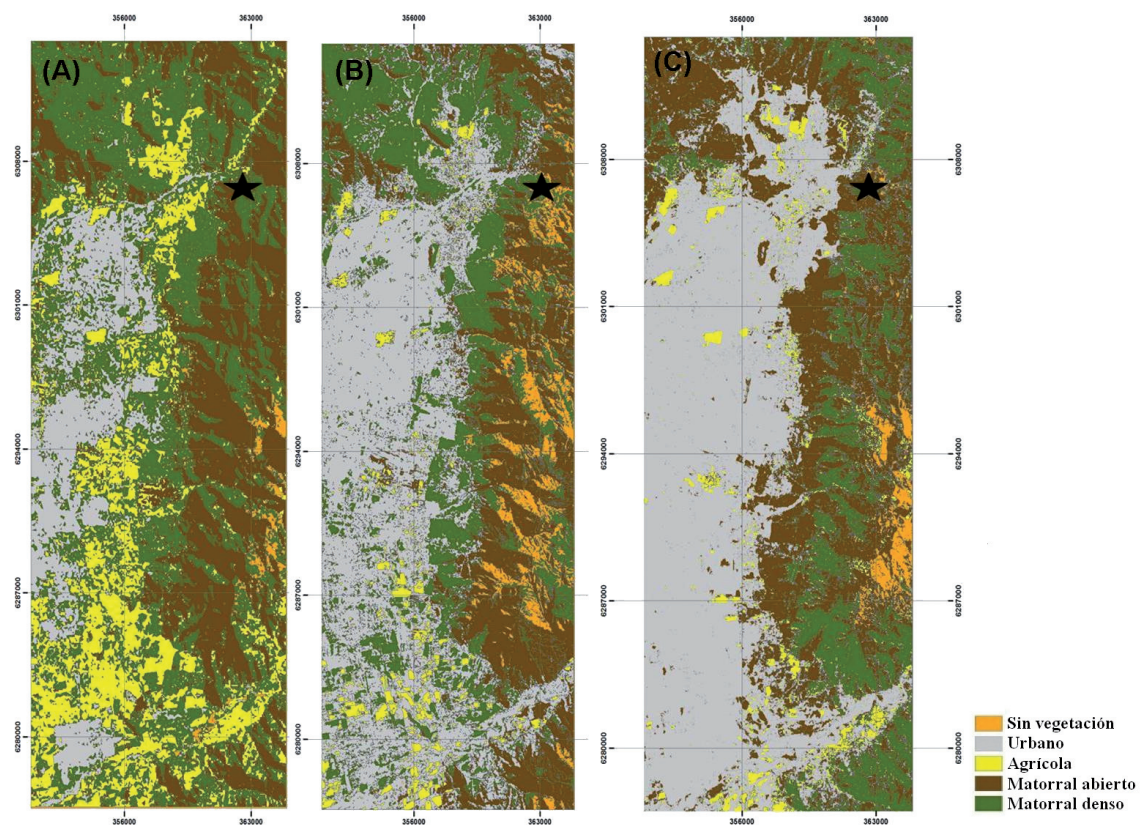 356000 363000 356000 363000 356000 363000
(A) (B) (C)
6308000 6308000 6308000 6308000
6301000 6301000 6301000 6301000
6294000 6294000 6294000 6294000
6287000 6287000 6287000 6287000
6280000 6280000 6280000 6280000
356000 363000 356000 363000 356000 363000
Sin vegetación
Urbano
Agrícola
Matorral abierto
Matorral denso